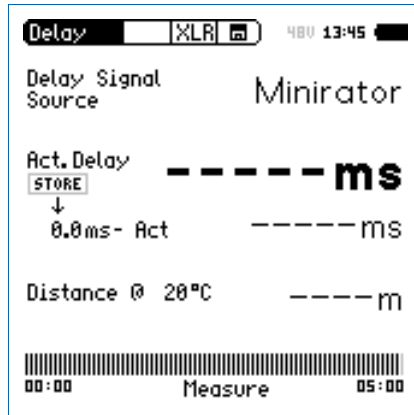 Delay XLR 48V 13:45
Delay Signal
Source
Minirator
Act. Delay
-----ms
STORE
0.0ms- Act
-----ms
Distance @ 20°C
----m
00:00 Measure 05:00